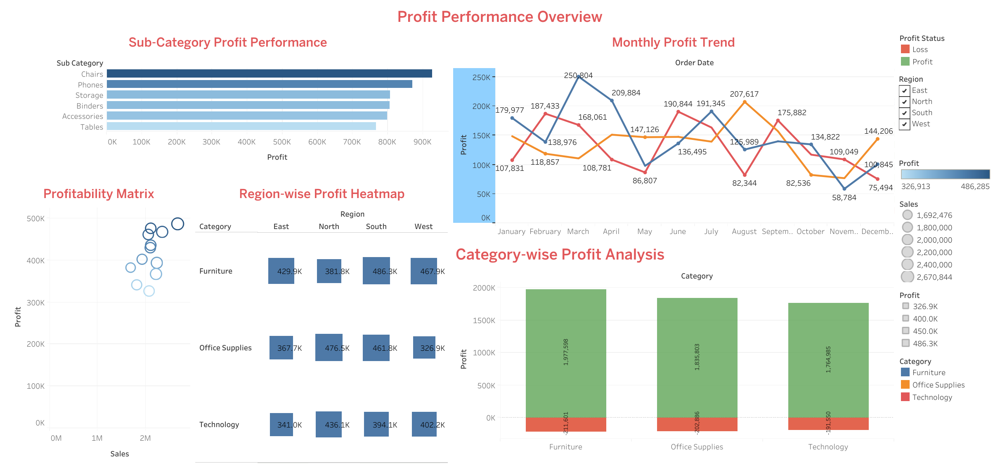 Profit Performance Overview
Sub-Category Profit Performance
Sub Category
Chairs
Phones
Storage
Binders
Accessories
Tables
0K 100K 200K 300K 400K 500K 600K 700K 800K 900K
Profit
Monthly Profit Trend
Order Date
250K
200K
150K
100K
50K
0K
Profit
179,977
107,831
187,433
138,976
118,857
250,804
168,061
209,884
108,781
147,126
86,807
190,844
136,495
191,345
207,617
125,989
82,344
175,882
134,822
82,536
109,049
58,784
144,206
100,845
75,494
January February March April May June July August Septem.. October Novem.. Decemb..
Profit Status
Loss
Profit
Region
East
North
South
West
Profit
326,913 486,285
Sales
1,692,476
1,800,000
2,000,000
2,200,000
2,400,000
2,670,844
Profit
326.9K
400.0K
450.0K
486.3K
Category
Furniture
Office Supplies
Technology
Profitability Matrix
500K
400K
300K
200K
100K
0K
Profit
0M 1M 2M
Sales
Region-wise Profit Heatmap
Region
Category East North South West
Furniture 429.9K 381.8K 486.3K 467.9K
Office Supplies 367.7K 476.5K 461.8K 326.9K
Technology 341.0K 436.1K 394.1K 402.2K
Category-wise Profit Analysis
Category
2000K
1500K
1000K
500K
0K
Profit
1,977,598
1,835,803
1,764,985
-211,601
-202,886
-191,550
Furniture Office Supplies Technology